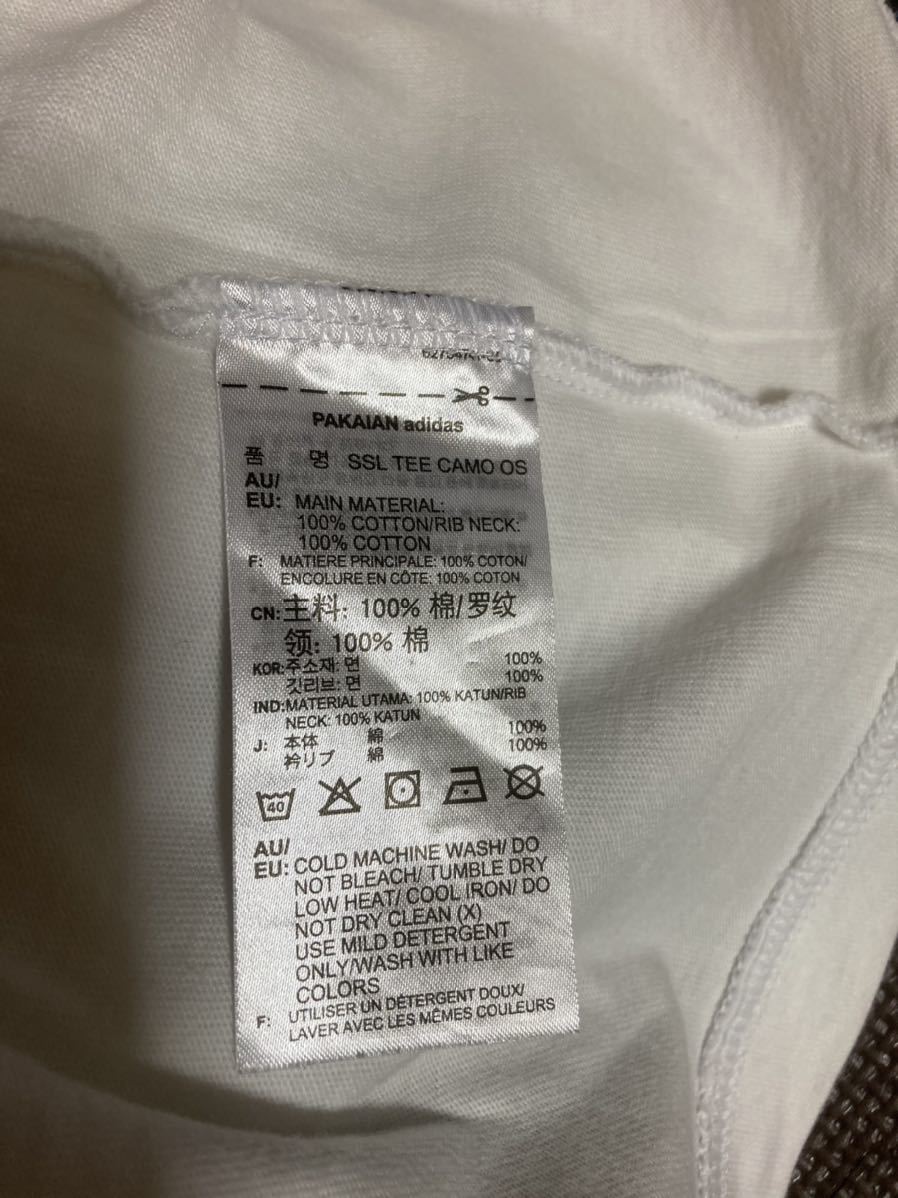 PAKAIAN adidas
품 명 SSL TEE CAMO OS
AU/
EU: MAIN MATERIAL:
100% COTTON/RIB NECK:
100% COTTON
F: MATIÈRE PRINCIPALE: 100% COTON/
ENCOLURE EN CÔTE: 100% COTON
CN: 主料: 100% 棉/罗纹
领: 100% 棉
KOR: 주소재: 면 100%
깃리브: 면 100%
IND: MATERIAL UTAMA: 100% KATUN/RIB
NECK: 100% KATUN
J: 本体 綿 100%
衿リブ 綿 100%
40
AU/
EU: COLD MACHINE WASH/ DO
NOT BLEACH/ TUMBLE DRY
LOW HEAT/ COOL IRON/ DO
NOT DRY CLEAN (X)
USE MILD DETERGENT
ONLY/WASH WITH LIKE
COLORS
F: UTILISER UN DÉTERGENT DOUX/
LAVER AVEC LES MÊMES COULEURS